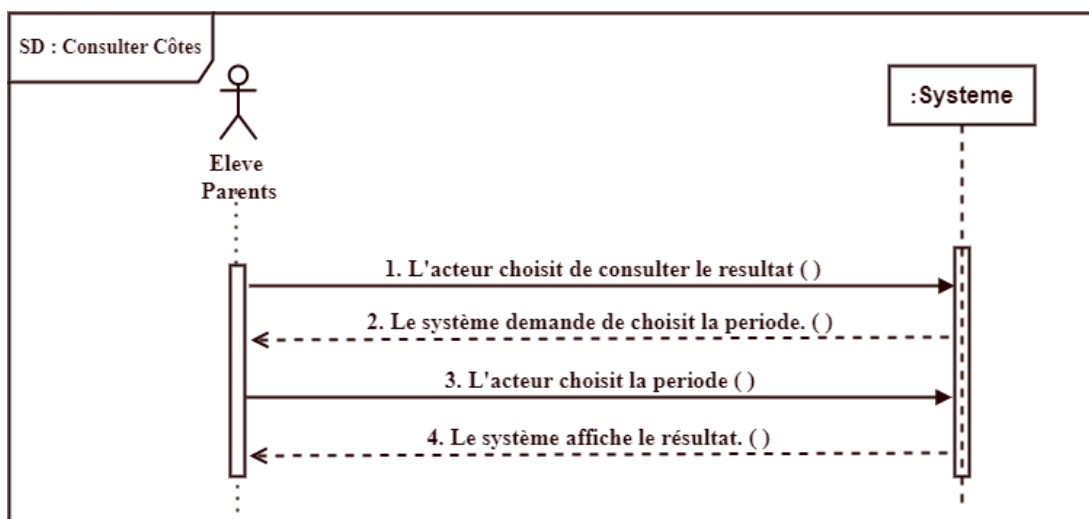 SD : Consulter Côtes
:Systeme
Eleve
Parents
1. L'acteur choisit de consulter le resultat ( )
2. Le système demande de choisit la periode. ( )
3. L'acteur choisit la periode ( )
4. Le système affiche le résultat. ( )